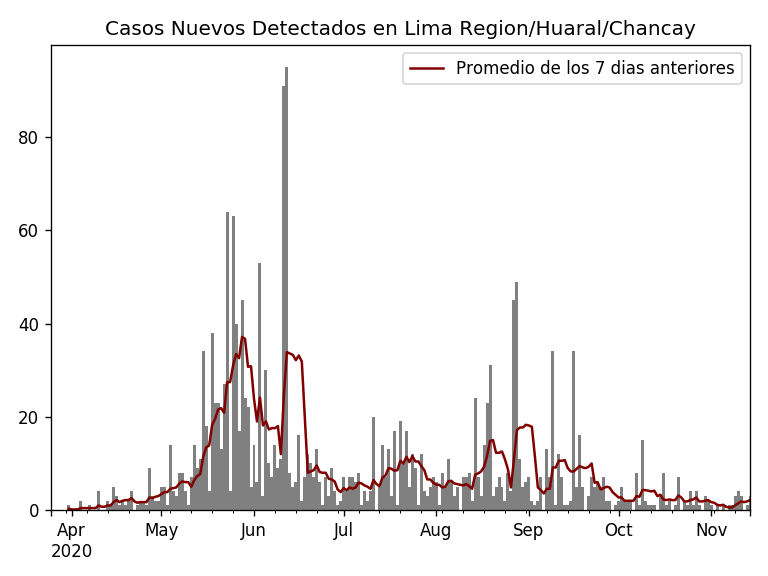 Casos Nuevos Detectados en Lima Region/Huaral/Chancay
Promedio de los 7 dias anteriores
80
60
40
20
0
Apr May Jun Jul Aug Sep Oct Nov
2020